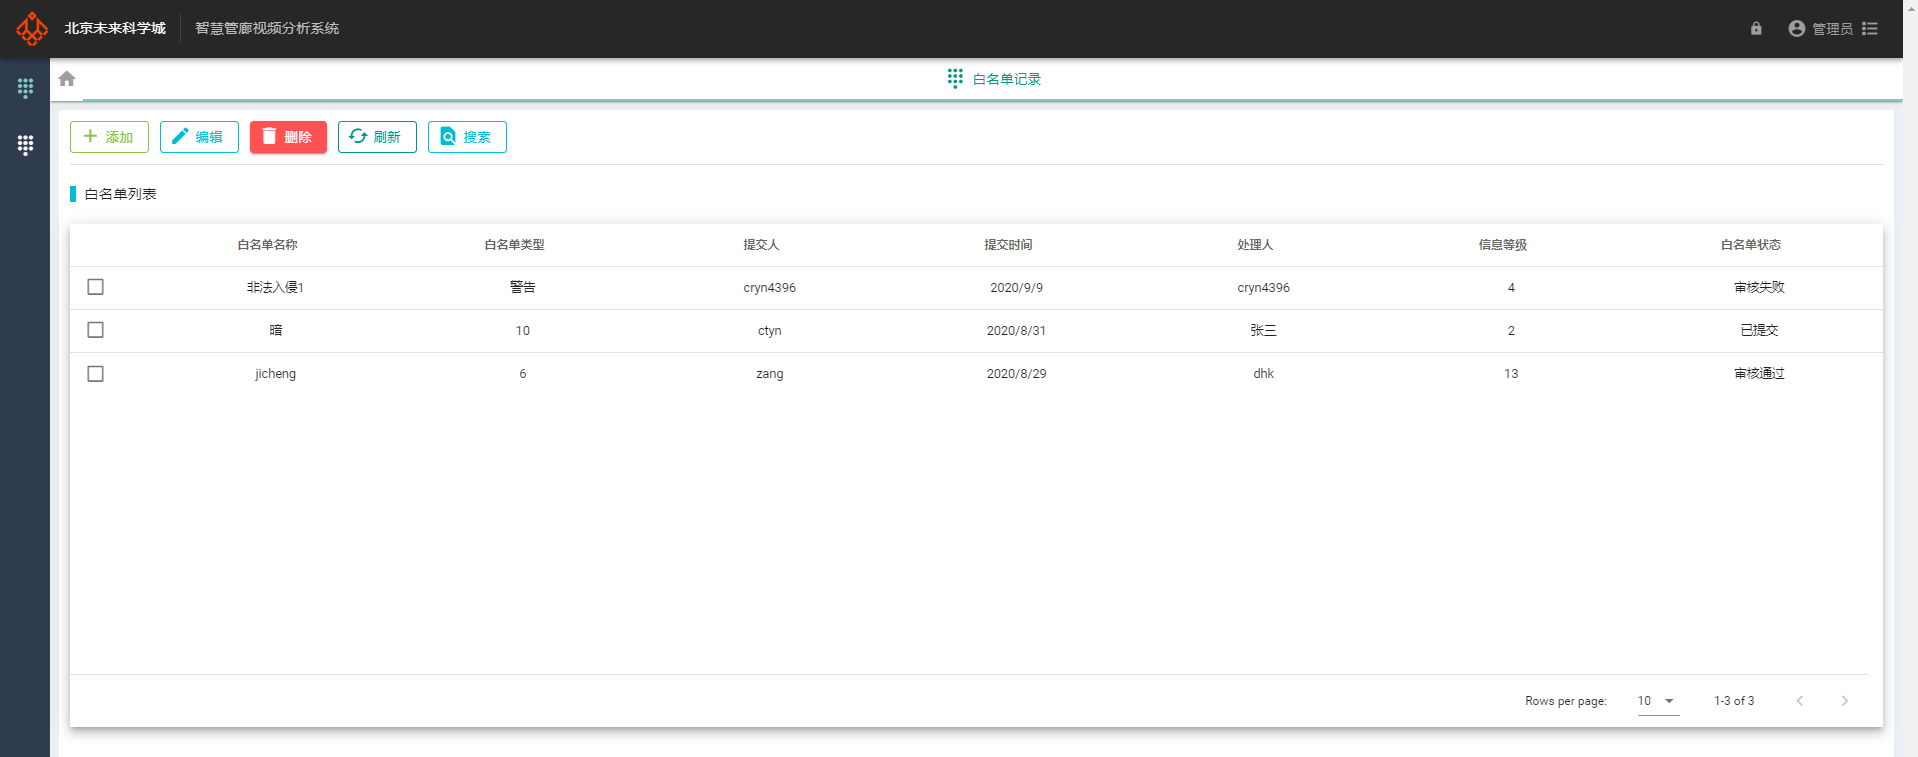 北京未来科学城 智慧管廊视频分析系统 管理员
白名单记录
添加 编辑 删除 刷新 搜索
白名单列表
白名单名称 白名单类型 提交人 提交时间 处理人 信息等级 白名单状态
非法入侵1 警告 cryn4396 2020/9/9 cryn4396 4 审核失败
暗 10 ctyn 2020/8/31 张三 2 已提交
jicheng 6 zang 2020/8/29 dhk 13 审核通过
Rows per page: 10 1-3 of 3